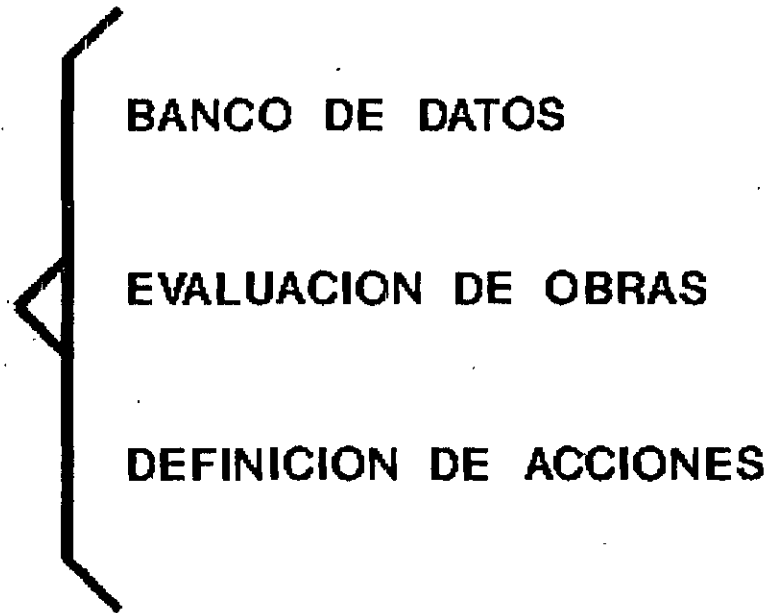 BANCO DE DATOS
EVALUACION DE OBRAS
DEFINICION DE ACCIONES